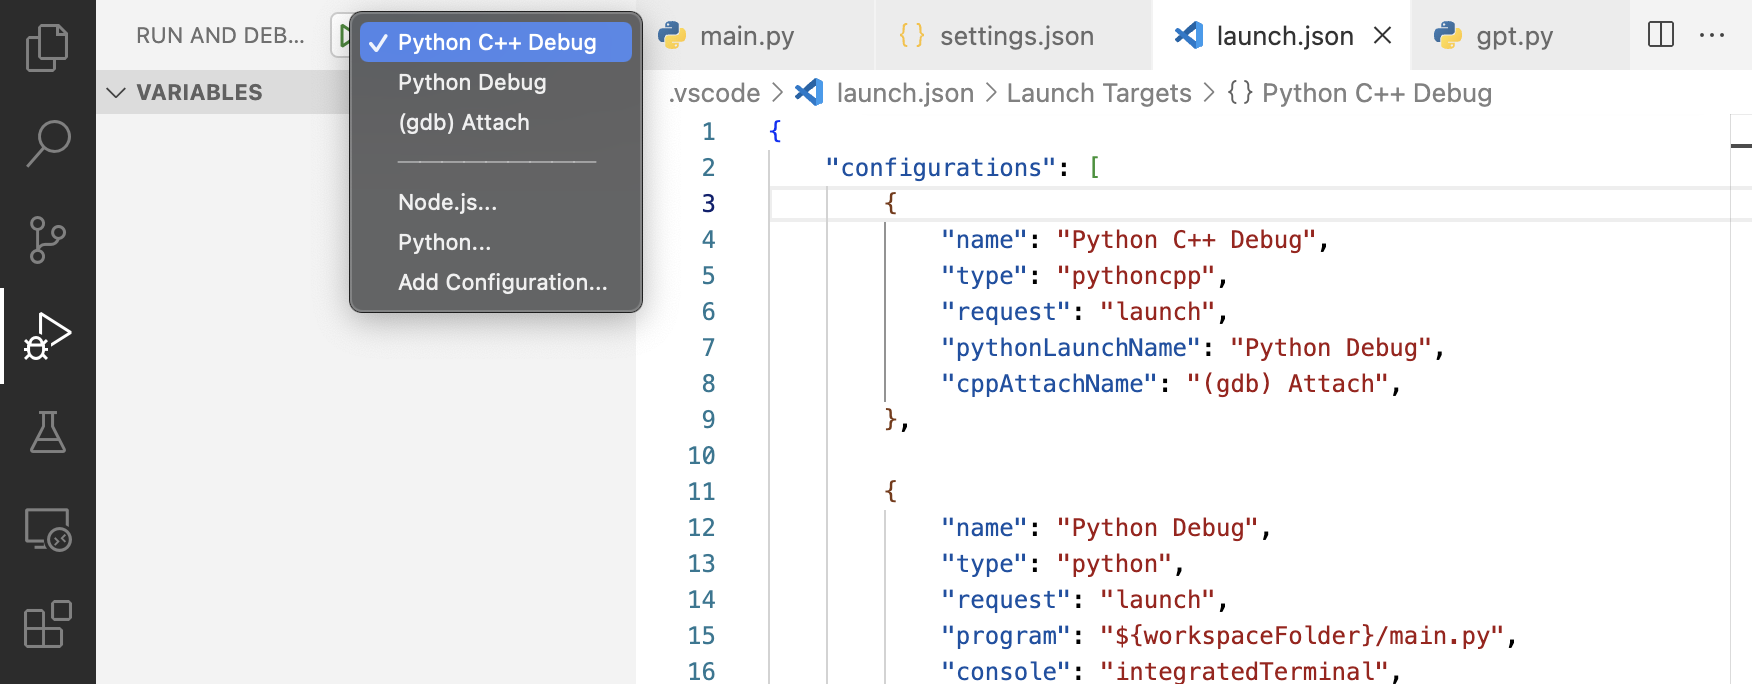 RUN AND DEB...
Python C++ Debug
Python Debug
(gdb) Attach
Node.js...
Python...
Add Configuration...
VARIABLES
main.py
{} settings.json
launch.json
gpt.py
...
.vscode > launch.json > Launch Targets > {} Python C++ Debug
1 {
2 "configurations": [
3 {
4 "name": "Python C++ Debug",
5 "type": "pythoncpp",
6 "request": "launch",
7 "pythonLaunchName": "Python Debug",
8 "cppAttachName": "(gdb) Attach",
9 },
10
11 {
12 "name": "Python Debug",
13 "type": "python",
14 "request": "launch",
15 "program": "${workspaceFolder}/main.py",
16 "console": "integratedTerminal",